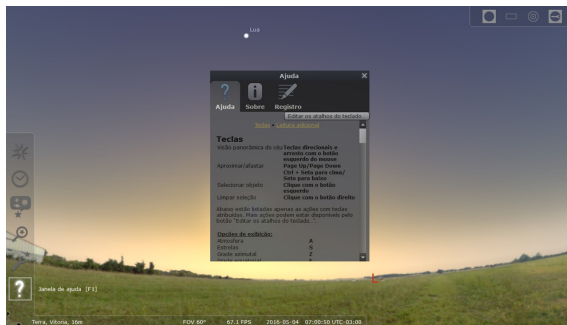 Lua
Ajuda
Ajuda Sobre Registro
Editar os atalhos do teclado...
Teclas • Leitura adicional
Teclas
Visão panorâmica do céu Teclas direcionais e
arrasto com o botão
esquerdo do mouse
Aproximar/afastar Page Up/Page Down
Ctrl + Seta para cima/
Seta para baixo
Selecionar objeto Clique com o botão
esquerdo
Limpar seleção Clique com o botão direito
Abaixo estão listadas apenas as ações com teclas
atribuídas. Mais ações podem estar disponíveis pelo
botão "Editar os atalhos do teclado...".
Opções de exibição:
Atmosfera A
Estrelas S
Grade azimutal Z
L
Janela de ajuda [F1]
Terra, Vitoria, 16m FOV 60° 67.1 FPS 2016-05-04 07:00:50 UTC-03:00